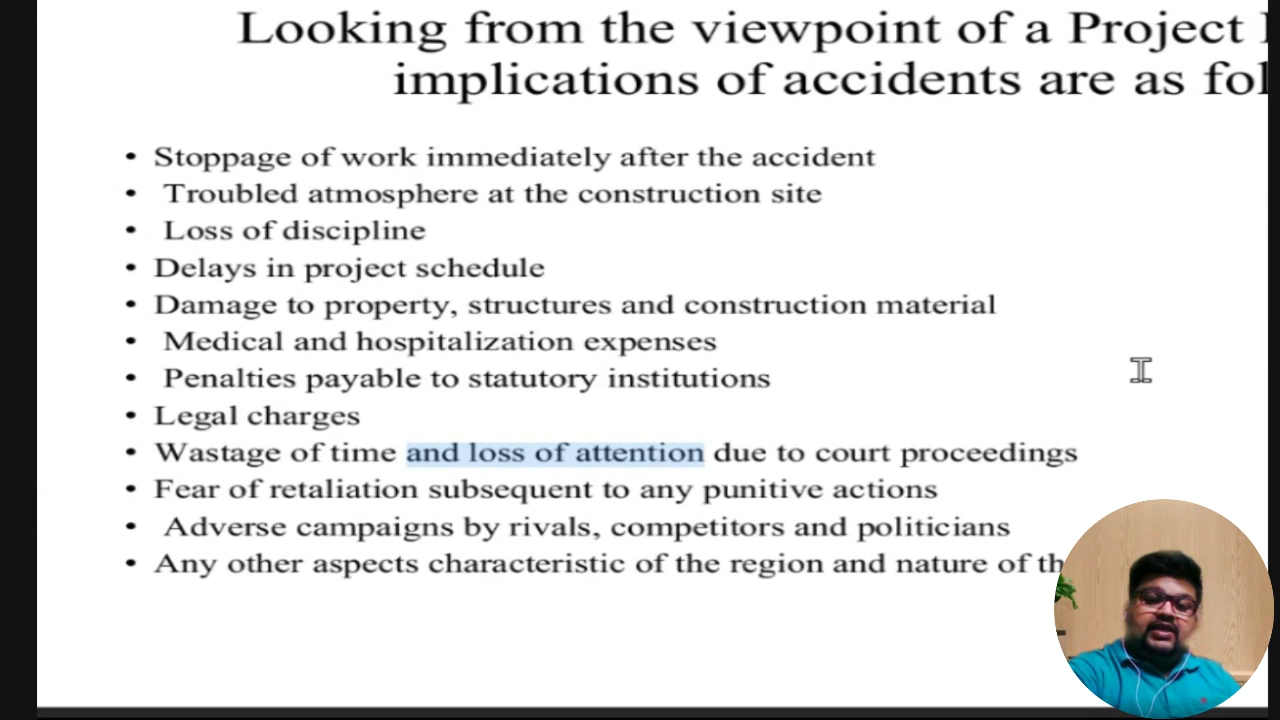 Looking from the viewpoint of a Project
implications of accidents are as fol
• Stoppage of work immediately after the accident
• Troubled atmosphere at the construction site
• Loss of discipline
• Delays in project schedule
• Damage to property, structures and construction material
• Medical and hospitalization expenses
• Penalties payable to statutory institutions
• Legal charges
• Wastage of time and loss of attention due to court proceedings
• Fear of retaliation subsequent to any punitive actions
• Adverse campaigns by rivals, competitors and politicians
• Any other aspects characteristic of the region and nature of th